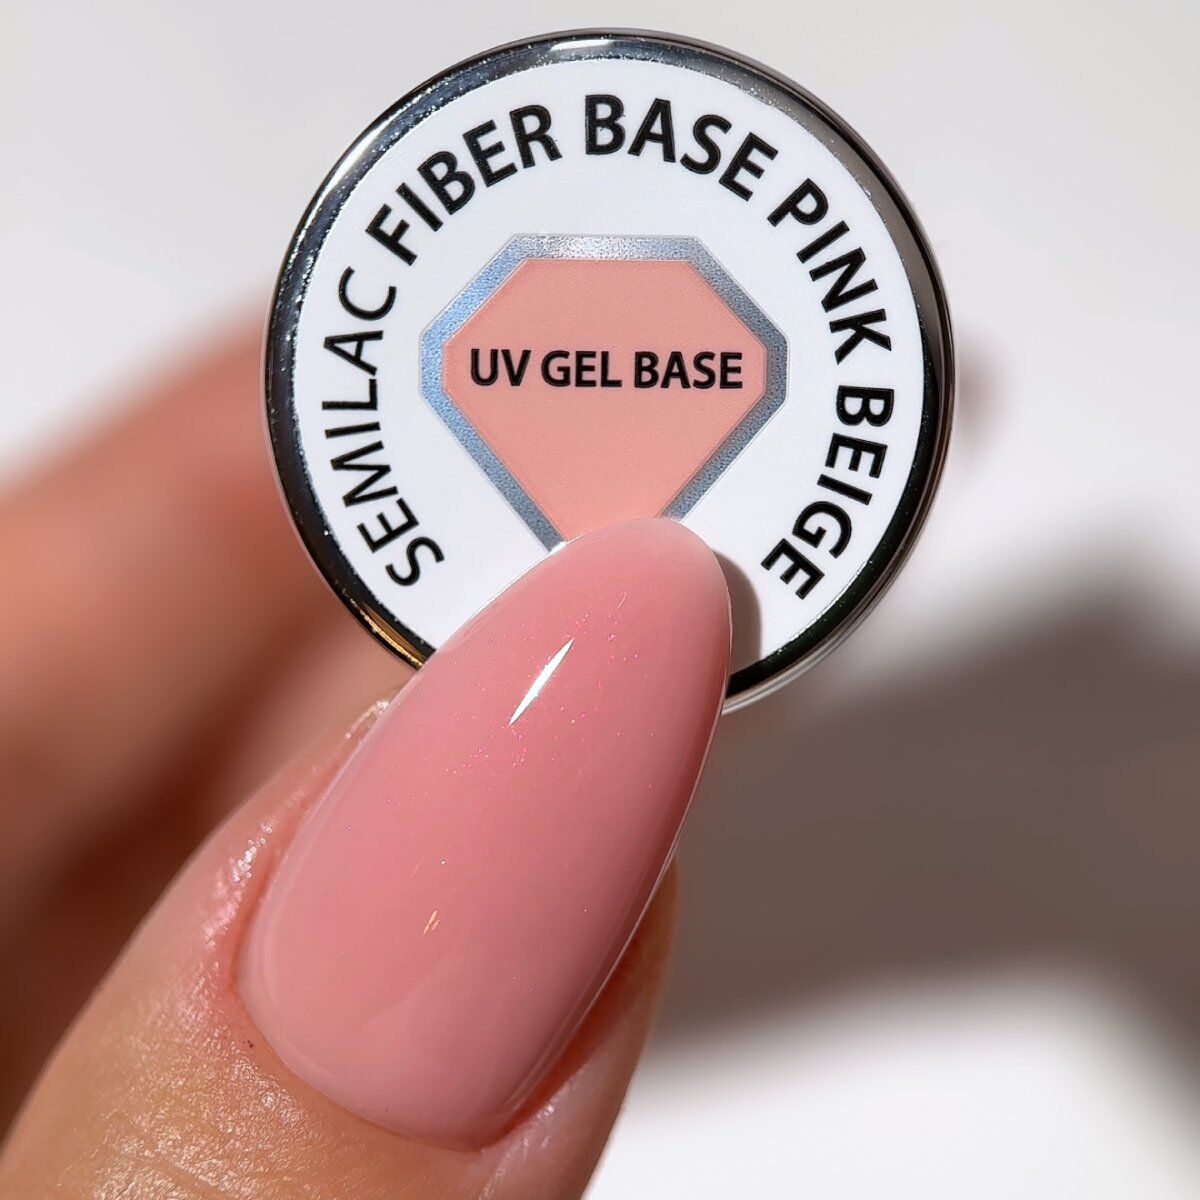 SEMILAC FIBER BASE PINK BEIGE
UV GEL BASE